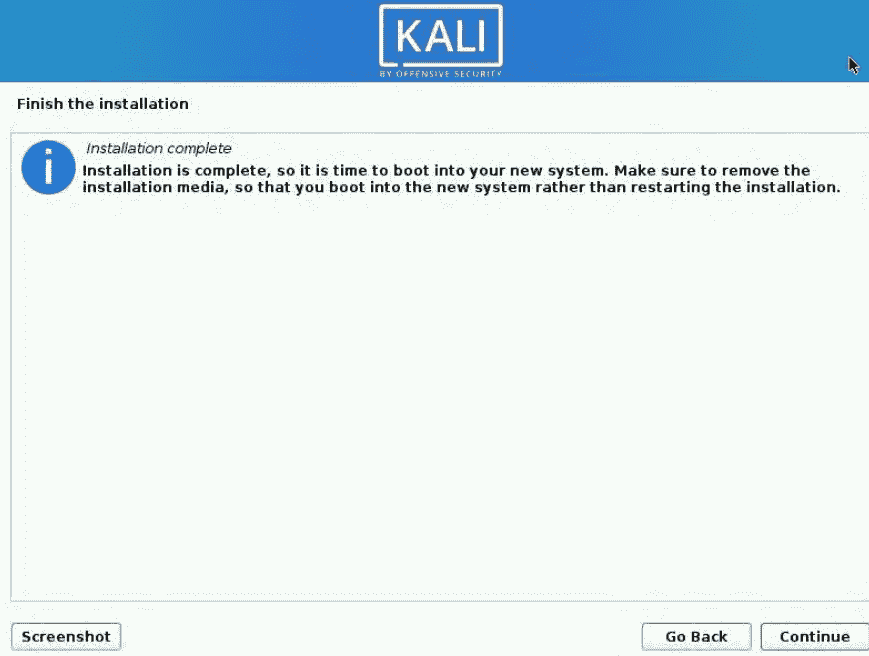 KALI
BY OFFENSIVE SECURITY
Finish the installation
Installation complete
Installation is complete, so it is time to boot into your new system. Make sure to remove the
installation media, so that you boot into the new system rather than restarting the installation.
Screenshot
Go Back
Continue